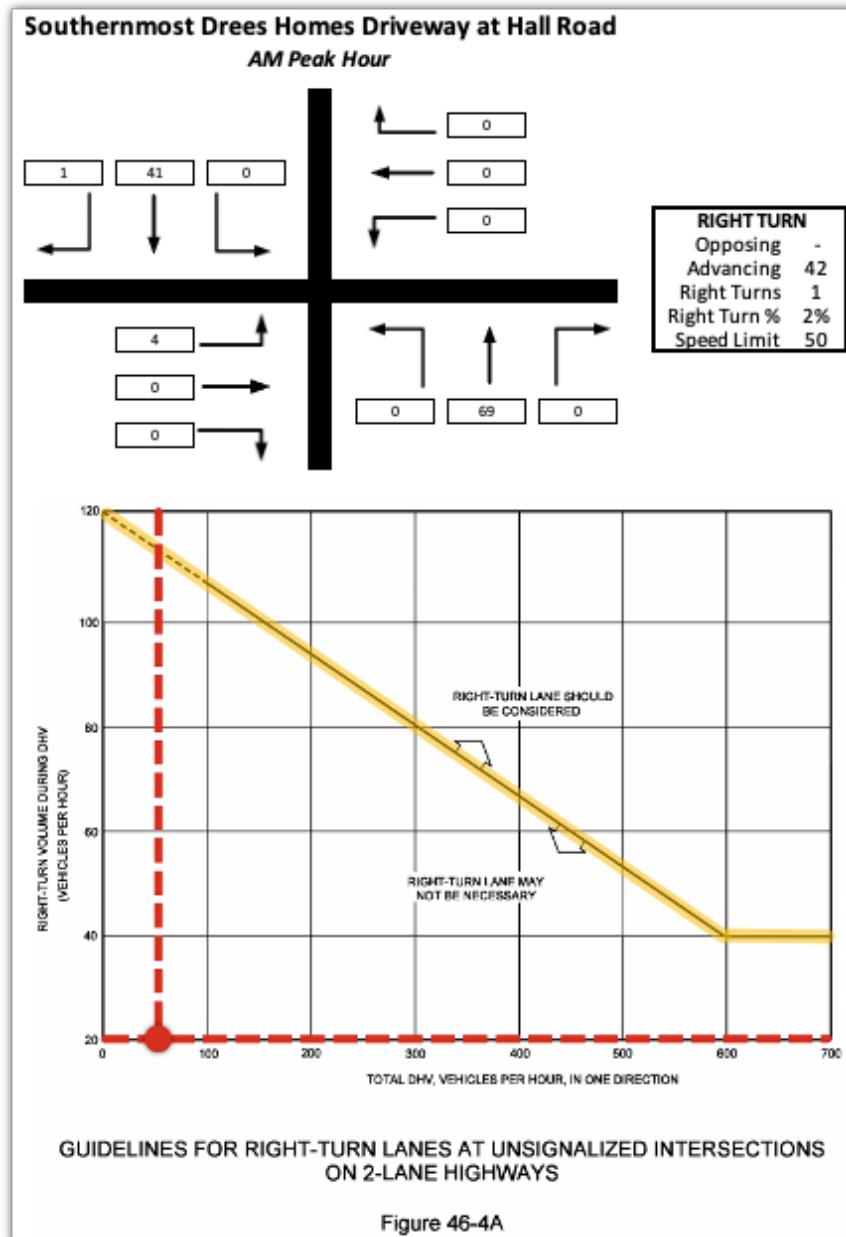 Southernmost Drees Homes Driveway at Hall Road
AM Peak Hour
0
1
41
0
0
0
RIGHT TURN
Opposing -
Advancing 42
Right Turns 1
Right Turn % 2%
Speed Limit 50
4
0
0
0
69
0
120
100
80
60
40
20
RIGHT-TURN VOLUME DURING DHV
(VEHICLES PER HOUR)
RIGHT-TURN LANE SHOULD
BE CONSIDERED
RIGHT-TURN LANE MAY
NOT BE NECESSARY
0
100
200
300
400
500
600
700
TOTAL DHV, VEHICLES PER HOUR, IN ONE DIRECTION
GUIDELINES FOR RIGHT-TURN LANES AT UNSIGNALIZED INTERSECTIONS
ON 2-LANE HIGHWAYS
Figure 46-4A